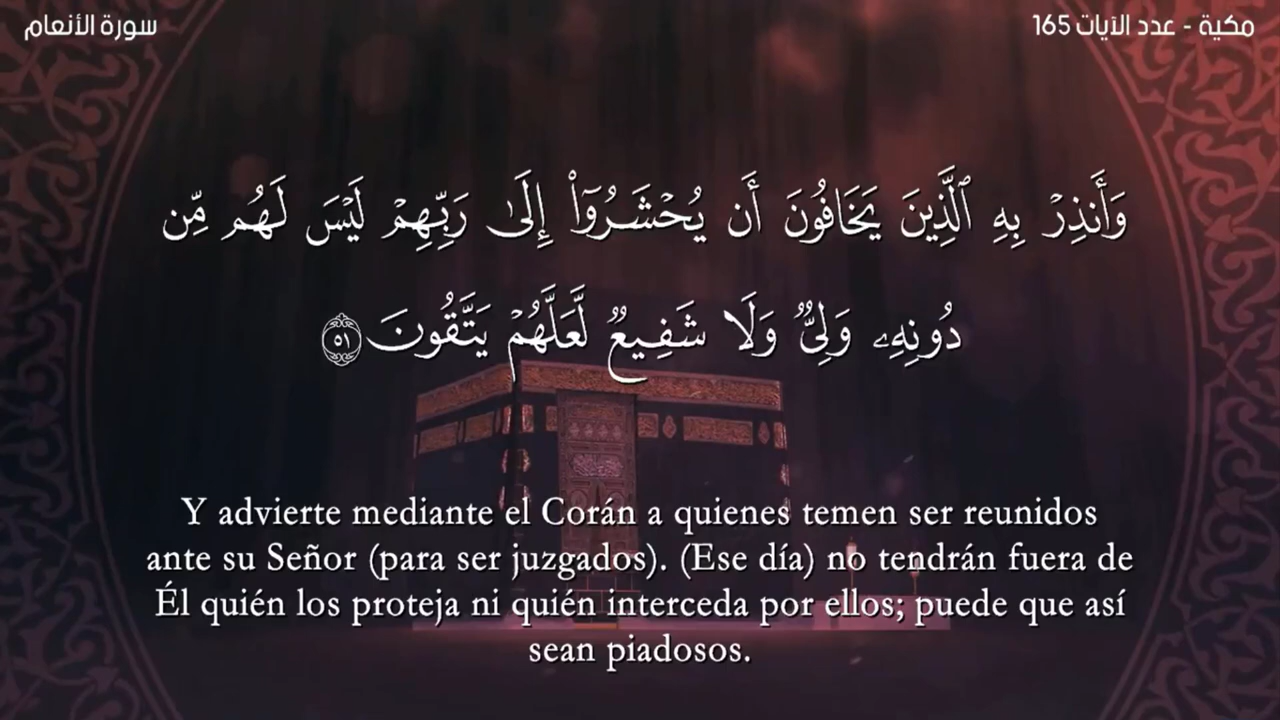 مكية - عدد الآيات 165
سورة الأنعام
وَأَنذِرْ بِهِ ٱلَّذِينَ يَخَافُونَ أَن يُحْشَرُوٓا۟ إِلَىٰ رَبِّهِمْ لَيْسَ لَهُم مِّن
دُونِهِۦ وَلِىٌّ وَلَا شَفِيعٌ لَّعَلَّهُمْ يَتَّقُونَ ٥١
Y advierte mediante el Corán a quienes temen ser reunidos
ante su Señor (para ser juzgados). (Ese día) no tendrán fuera de
Él quién los proteja ni quién interceda por ellos; puede que así
sean piadosos.